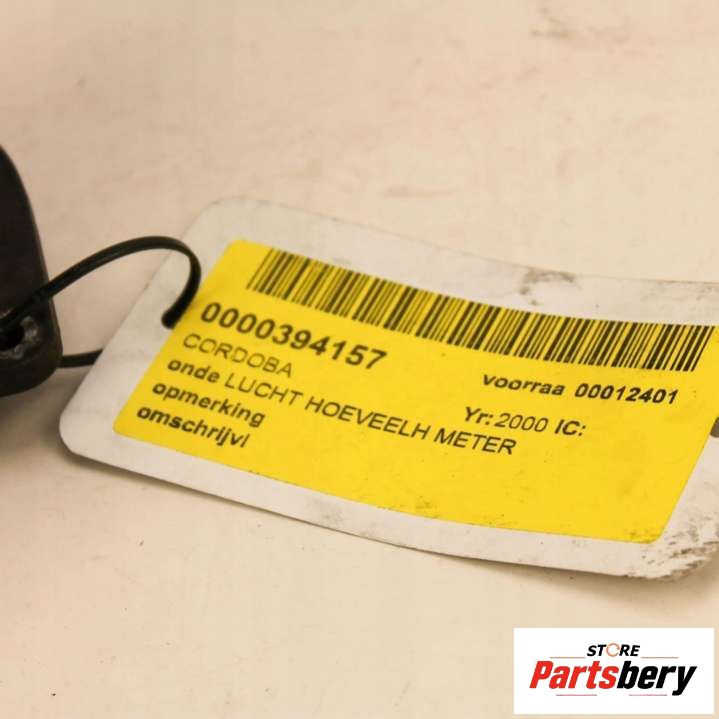 0000394157
CORDOBA
voorraa 00012401
onde LUCHT HOEVEELH METER
Yr: 2000 IC:
opmerking
omschrijvi
STORE
Partsbery